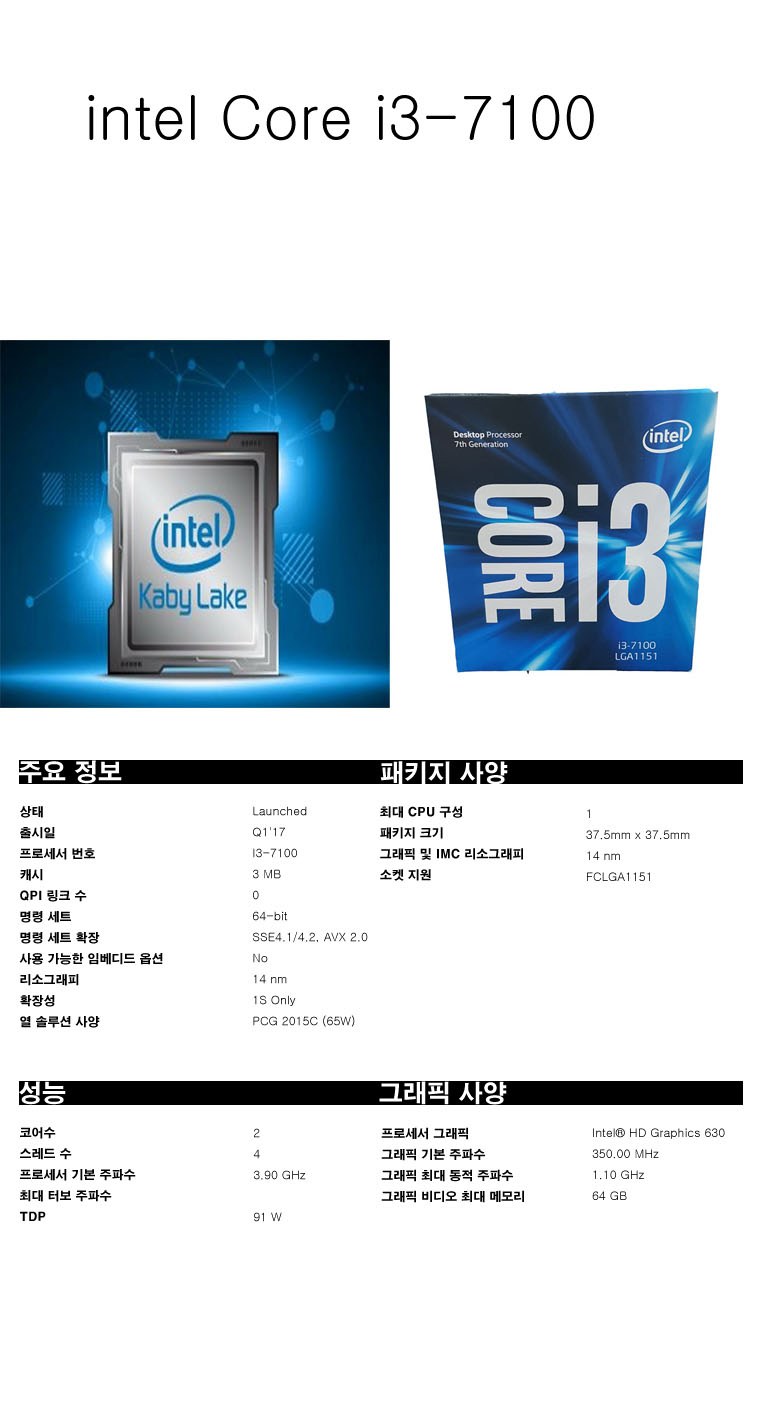 intel Core i3-7100
intel
Kaby Lake
Desktop Processor
7th Generation
intel
CORE i3
i3-7100
LGA1151
주요 정보
상태 Launched
출시일 Q1'17
프로세서 번호 I3-7100
캐시 3 MB
QPI 링크 수 0
명령 세트 64-bit
명령 세트 확장 SSE4.1/4.2, AVX 2.0
사용 가능한 임베디드 옵션 No
리소그래피 14 nm
확장성 1S Only
열 솔루션 사양 PCG 2015C (65W)
패키지 사양
최대 CPU 구성 1
패키지 크기 37.5mm x 37.5mm
그래픽 및 IMC 리소그래피 14 nm
소켓 지원 FCLGA1151
성능
코어수 2
스레드 수 4
프로세서 기본 주파수 3.90 GHz
최대 터보 주파수
TDP 91 W
그래픽 사양
프로세서 그래픽 Intel® HD Graphics 630
그래픽 기본 주파수 350.00 MHz
그래픽 최대 동적 주파수 1.10 GHz
그래픽 비디오 최대 메모리 64 GB